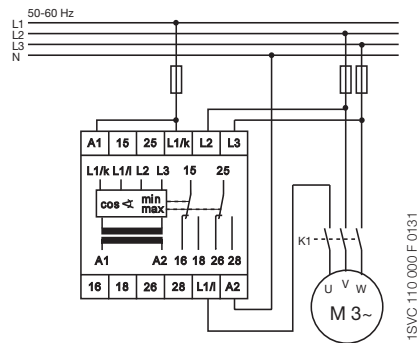 50-60 Hz
L1
L2
L3
N
A1 15 25 L1/k L2 L3
L1/k L1/l L2 L3 15 25
cos ∢ min
max
A1 A2 16 18 26 28
16 18 26 28 L1/l A2
K1
U V W
M 3~
1SVC 110 000 F 0131